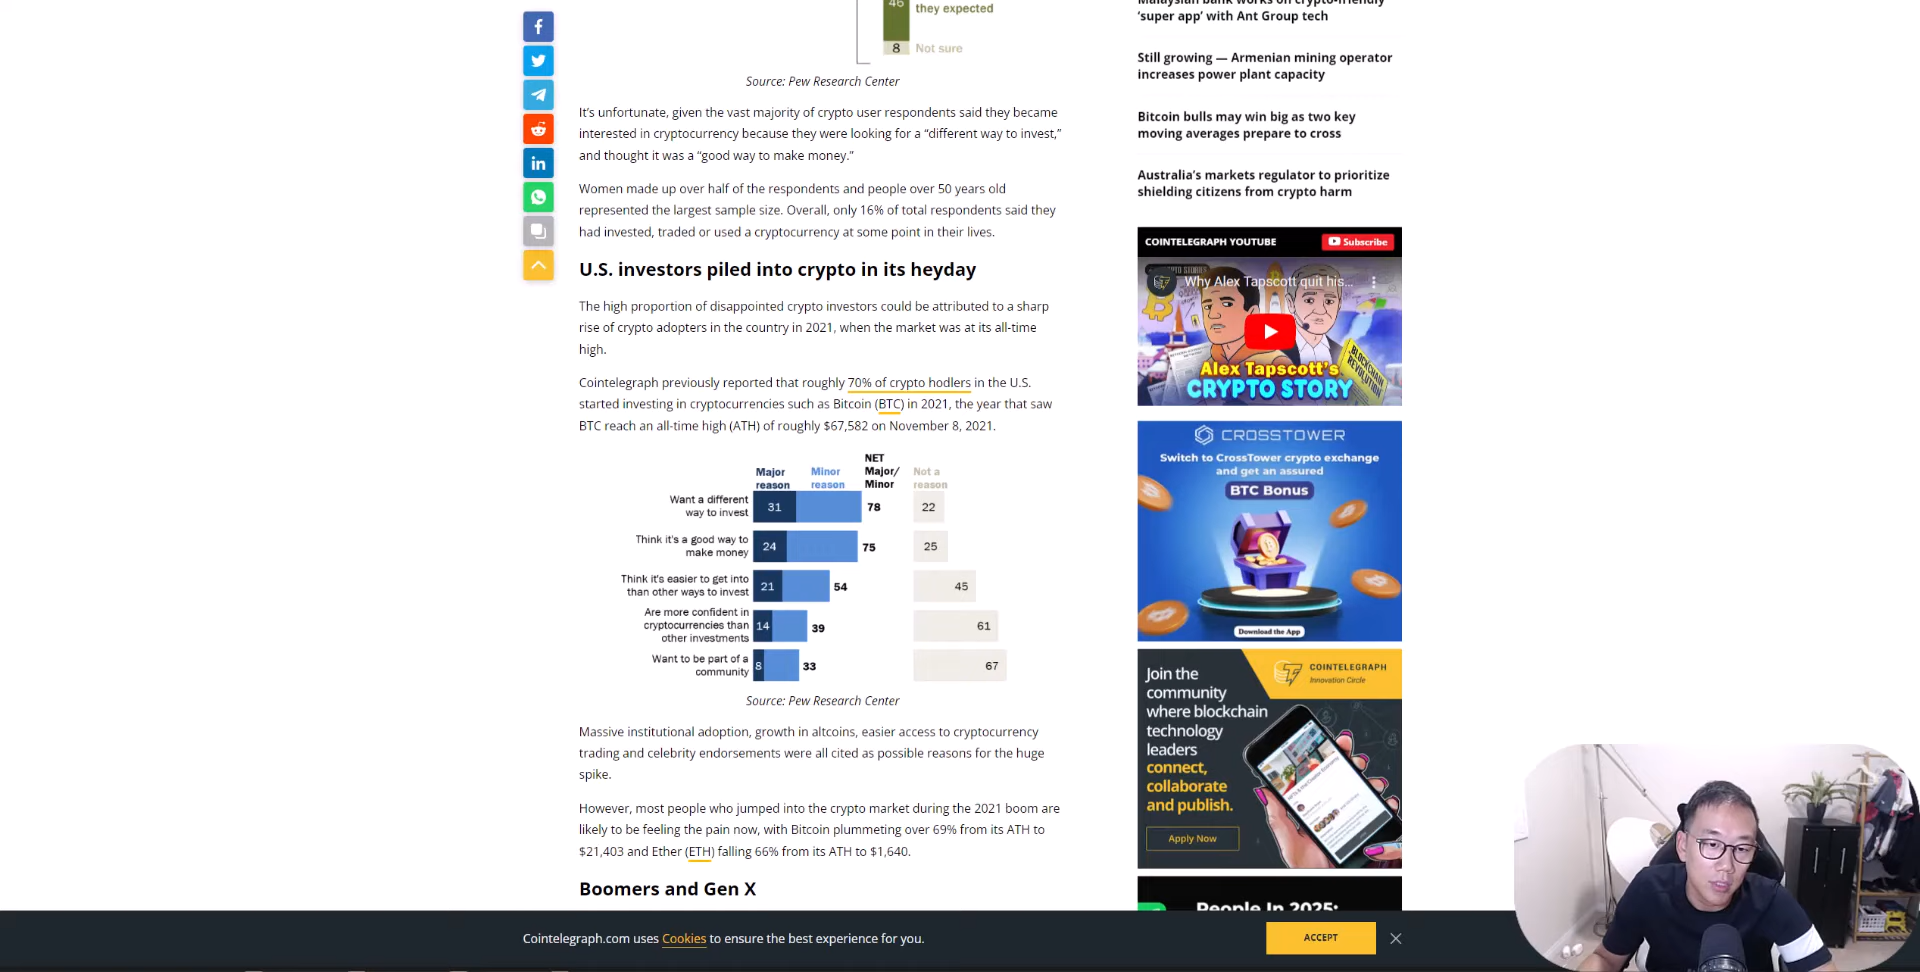 46
they expected
8 Not sure
Source: Pew Research Center
It's unfortunate, given the vast majority of crypto user respondents said they became
interested in cryptocurrency because they were looking for a “different way to invest,”
and thought it was a “good way to make money.”
Women made up over half of the respondents and people over 50 years old
represented the largest sample size. Overall, only 16% of total respondents said they
had invested, traded or used a cryptocurrency at some point in their lives.
U.S. investors piled into crypto in its heyday
The high proportion of disappointed crypto investors could be attributed to a sharp
rise of crypto adopters in the country in 2021, when the market was at its all-time
high.
Cointelegraph previously reported that roughly 70% of crypto hodlers in the U.S.
started investing in cryptocurrencies such as Bitcoin (BTC) in 2021, the year that saw
BTC reach an all-time high (ATH) of roughly $67,582 on November 8, 2021.
Major reason
Minor reason
NET Major/ Minor
Not a reason
Want a different way to invest 31 78 22
Think it's a good way to make money 24 75 25
Think it's easier to get into than other ways to invest 21 54 45
Are more confident in cryptocurrencies than other investments 14 39 61
Want to be part of a community 8 33 67
Source: Pew Research Center
Massive institutional adoption, growth in altcoins, easier access to cryptocurrency
trading and celebrity endorsements were all cited as possible reasons for the huge
spike.
However, most people who jumped into the crypto market during the 2021 boom are
likely to be feeling the pain now, with Bitcoin plummeting over 69% from its ATH to
$21,403 and Ether (ETH) falling 66% from its ATH to $1,640.
Boomers and Gen X
Malaysian bank works on crypto-friendly
‘super app’ with Ant Group tech
Still growing — Armenian mining operator
increases power plant capacity
Bitcoin bulls may win big as two key
moving averages prepare to cross
Australia's markets regulator to prioritize
shielding citizens from crypto harm
COINTELEGRAPH YOUTUBE
Subscribe
Why Alex Tapscott quit his...
BLOCKCHAIN
REVOLUTION
Alex Tapscott's
CRYPTO STORY
CROSSTOWER
Switch to CrossTower crypto exchange
and get an assured
BTC Bonus
Download the App
COINTELEGRAPH
Innovation Circle
Join the
community
where blockchain
technology
leaders
connect,
collaborate
and publish.
Apply Now
People In 2025:
Cointelegraph.com uses Cookies to ensure the best experience for you.
ACCEPT